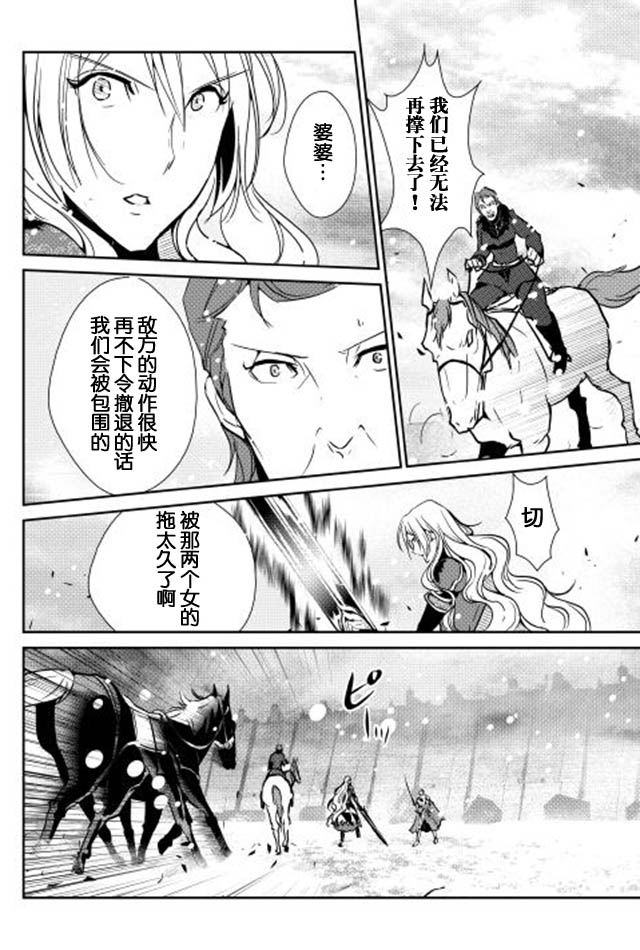 我们已经无法
再撑下去了！
婆婆…
敌方的动作很快
再不下令撤退的话
我们会被包围的
切
被那两个女的
拖太久了啊
ピーッ